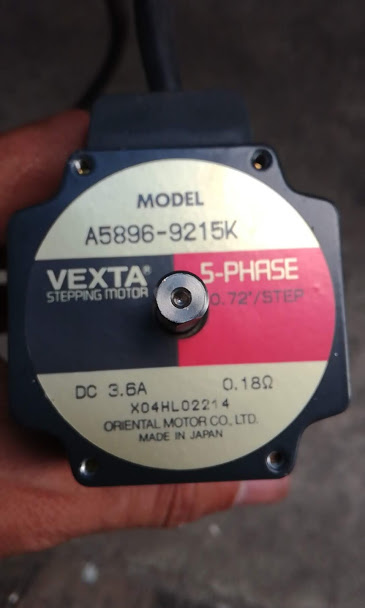 MODEL
A5896-9215K
VEXTA® 5-PHASE
STEPPING MOTOR 0.72°/STEP
DC 3.6A 0.18Ω
X04HL02214
ORIENTAL MOTOR CO., LTD.
MADE IN JAPAN